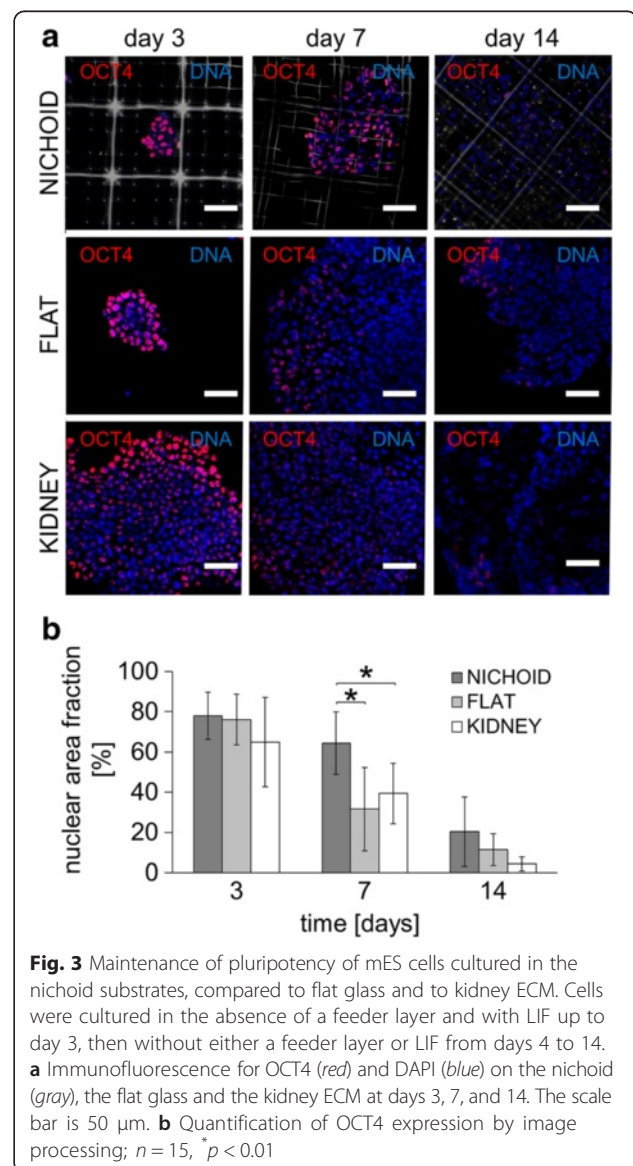 a
day 3 day 7 day 14
NICHOID
OCT4 DNA OCT4 DNA OCT4 DNA
FLAT
OCT4 DNA OCT4 DNA OCT4 DNA
KIDNEY
OCT4 DNA OCT4 DNA OCT4 DNA
b
nuclear area fraction
[%]
100
80
60
40
20
0
* 
*
NICHOID
FLAT
KIDNEY
3 7 14
time [days]
Fig. 3 Maintenance of pluripotency of mES cells cultured in the
nichoid substrates, compared to flat glass and to kidney ECM. Cells
were cultured in the absence of a feeder layer and with LIF up to
day 3, then without either a feeder layer or LIF from days 4 to 14.
a Immunofluorescence for OCT4 (red) and DAPI (blue) on the nichoid
(gray), the flat glass and the kidney ECM at days 3, 7, and 14. The scale
bar is 50 μm. b Quantification of OCT4 expression by image
processing; n = 15, *p < 0.01